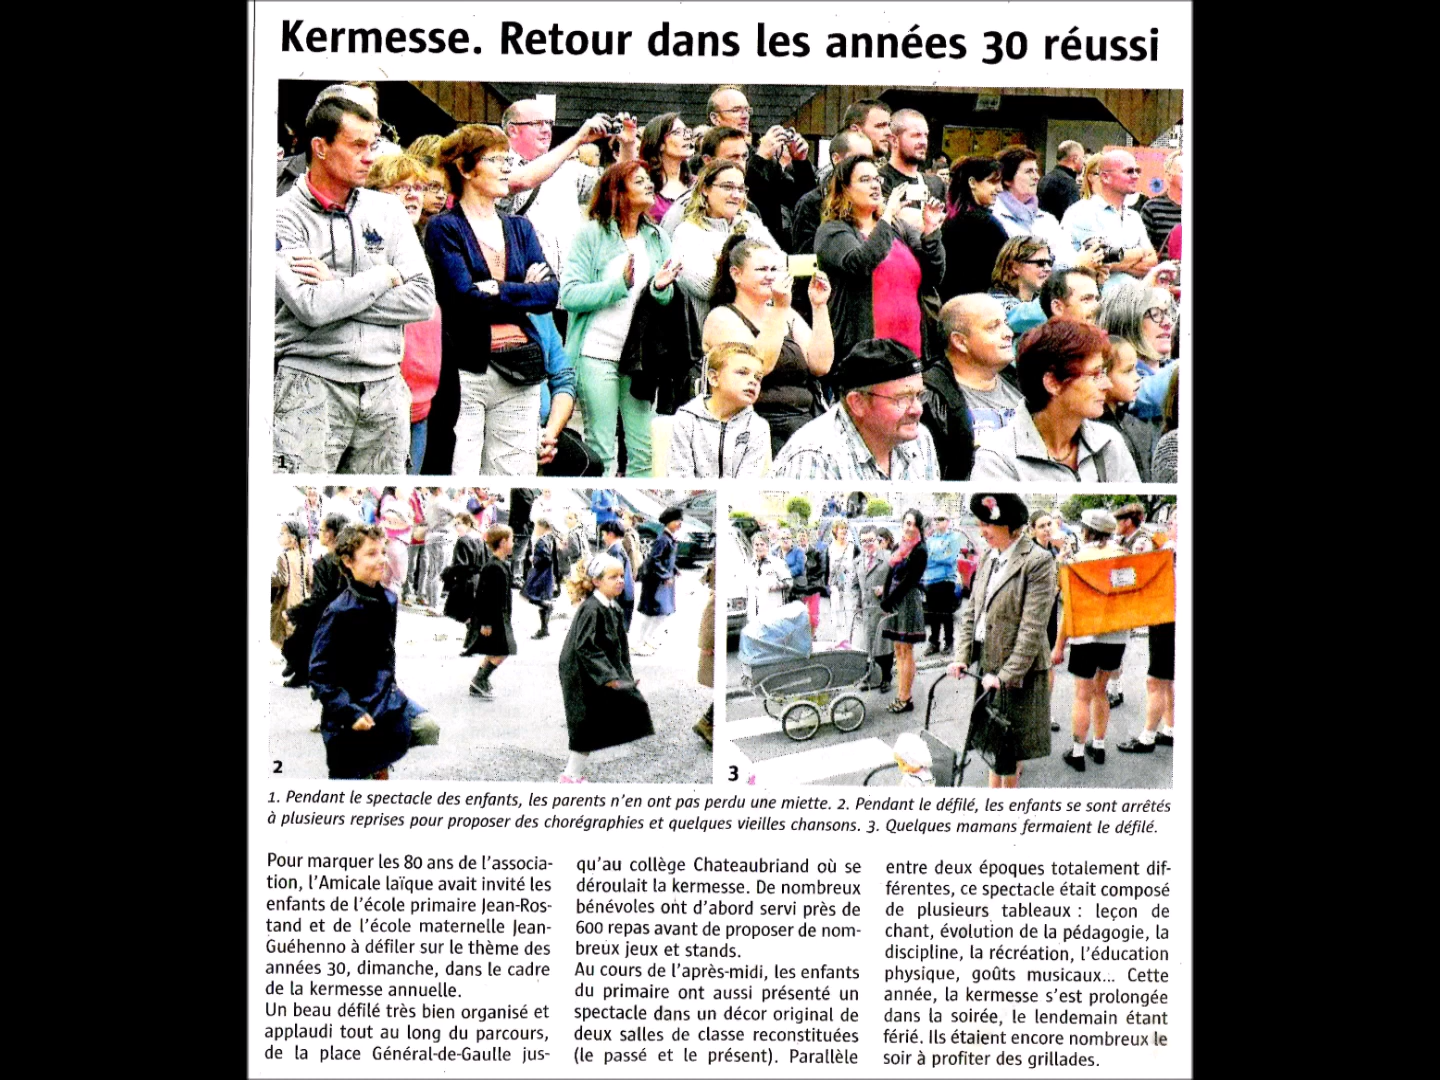 Kermesse. Retour dans les années 30 réussi
1
2
3
1. Pendant le spectacle des enfants, les parents n'en ont pas perdu une miette. 2. Pendant le défilé, les enfants se sont arrêtés
à plusieurs reprises pour proposer des chorégraphies et quelques vieilles chansons. 3. Quelques mamans fermaient le défilé.
Pour marquer les 80 ans de l'associa-
tion, l'Amicale laïque avait invité les
enfants de l'école primaire Jean-Ros-
tand et de l'école maternelle Jean-
Guéhenno à défiler sur le thème des
années 30, dimanche, dans le cadre
de la kermesse annuelle.
Un beau défilé très bien organisé et
applaudi tout au long du parcours,
de la place Général-de-Gaulle jus-
qu'au collège Chateaubriand où se
déroulait la kermesse. De nombreux
bénévoles ont d'abord servi près de
600 repas avant de proposer de nom-
breux jeux et stands.
Au cours de l'après-midi, les enfants
du primaire ont aussi présenté un
spectacle dans un décor original de
deux salles de classe reconstituées
(le passé et le présent). Parallèle
entre deux époques totalement dif-
férentes, ce spectacle était composé
de plusieurs tableaux : leçon de
chant, évolution de la pédagogie, la
discipline, la récréation, l'éducation
physique, goûts musicaux... Cette
année, la kermesse s'est prolongée
dans la soirée, le lendemain étant
férié. Ils étaient encore nombreux le
soir à profiter des grillades.